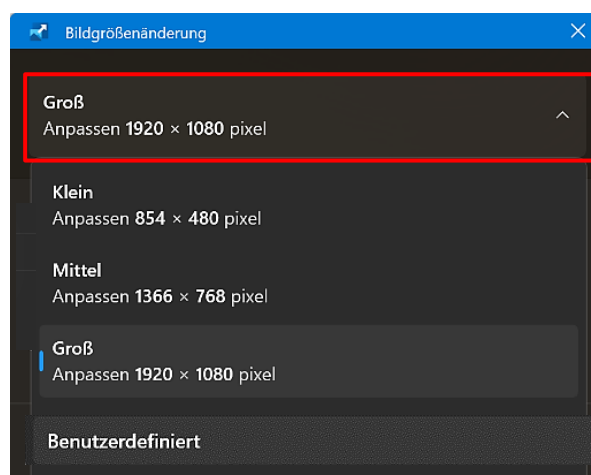 Bildgrößenänderung
Groß
Anpassen 1920 × 1080 pixel
Klein
Anpassen 854 × 480 pixel
Mittel
Anpassen 1366 × 768 pixel
Groß
Anpassen 1920 × 1080 pixel
Benutzerdefiniert